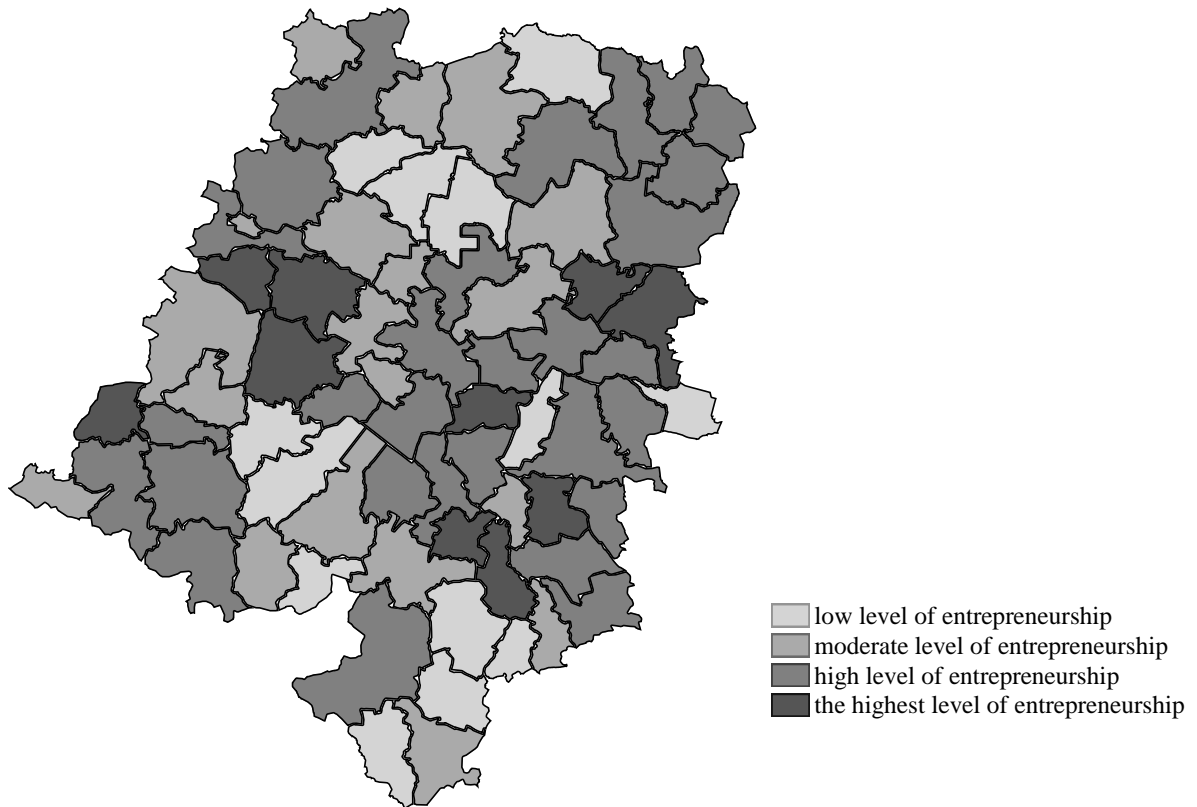 low level of entrepreneurship
moderate level of entrepreneurship
high level of entrepreneurship
the highest level of entrepreneurship